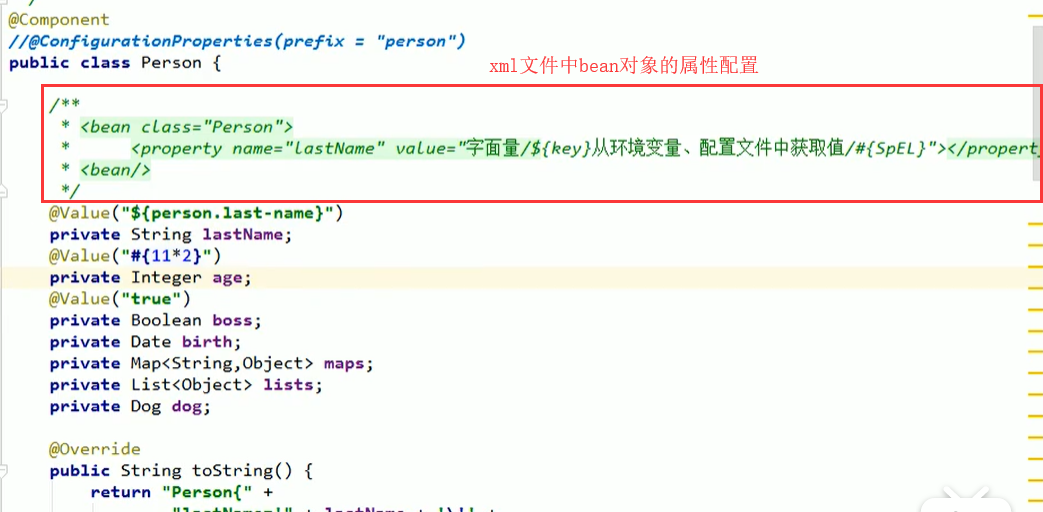 */
@Component
//@ConfigurationProperties(prefix = "person")
public class Person {
xml文件中bean对象的属性配置
/**
* <bean class="Person">
* <property name="lastName" value="字面量/${key}从环境变量、配置文件中获取值/#{SpEL}"></propert
* <bean/>
*/
@Value("${person.last-name}")
private String lastName;
@Value("#{11*2}")
private Integer age;
@Value("true")
private Boolean boss;
private Date birth;
private Map<String,Object> maps;
private List<Object> lists;
private Dog dog;
@Override
public String toString() {
return "Person{" +
"lastName='" + lastName + '\'' +